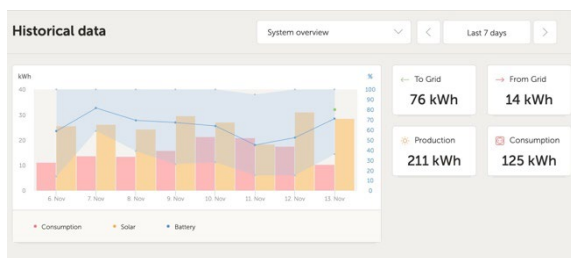 Historical data
System overview
Last 7 days
kWh
%
40
30
20
10
0
100
90
80
70
60
50
40
30
20
10
0
6. Nov
7. Nov
8. Nov
9. Nov
10. Nov
11. Nov
12. Nov
13. Nov
Consumption
Solar
Battery
To Grid
76 kWh
From Grid
14 kWh
Production
211 kWh
Consumption
125 kWh